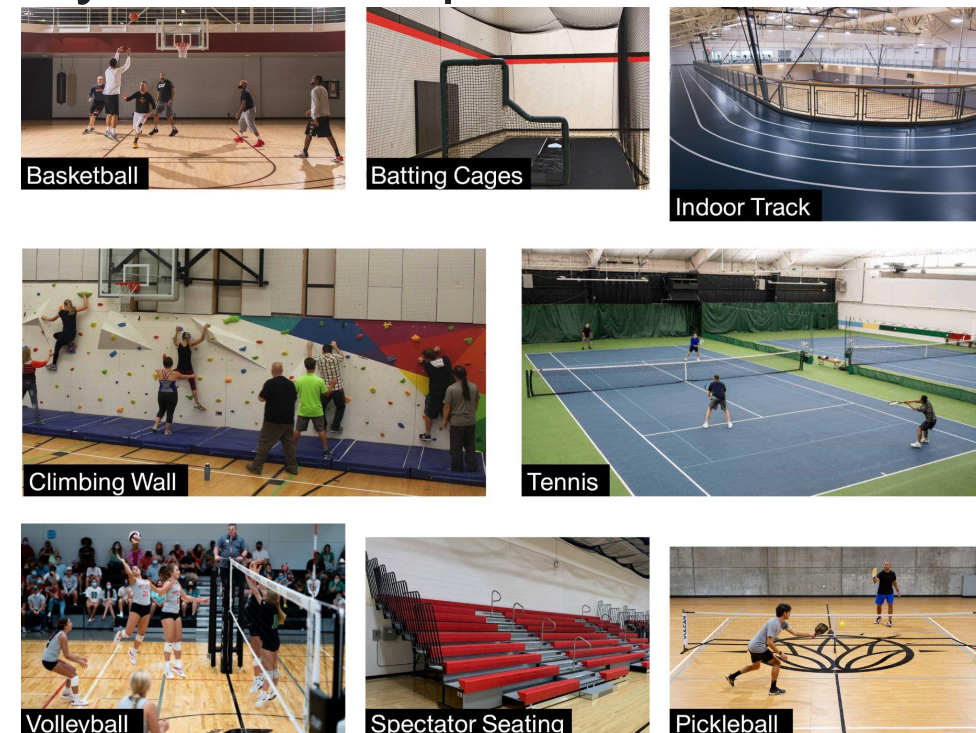 Basketball
Batting Cages
Indoor Track
Climbing Wall
Tennis
Volleyball
Spectator Seating
Pickleball